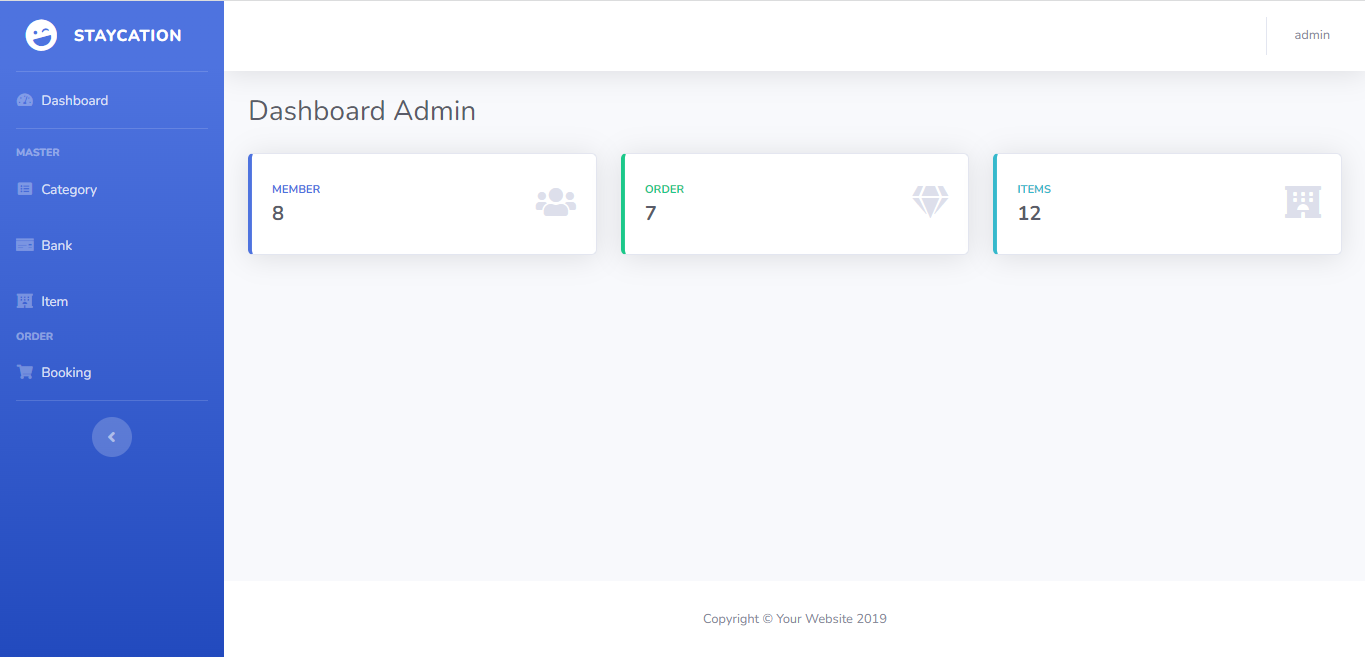 STAYCATION
admin
Dashboard
MASTER
Category
Bank
Item
ORDER
Booking
Dashboard Admin
MEMBER
8
ORDER
7
ITEMS
12
Copyright © Your Website 2019